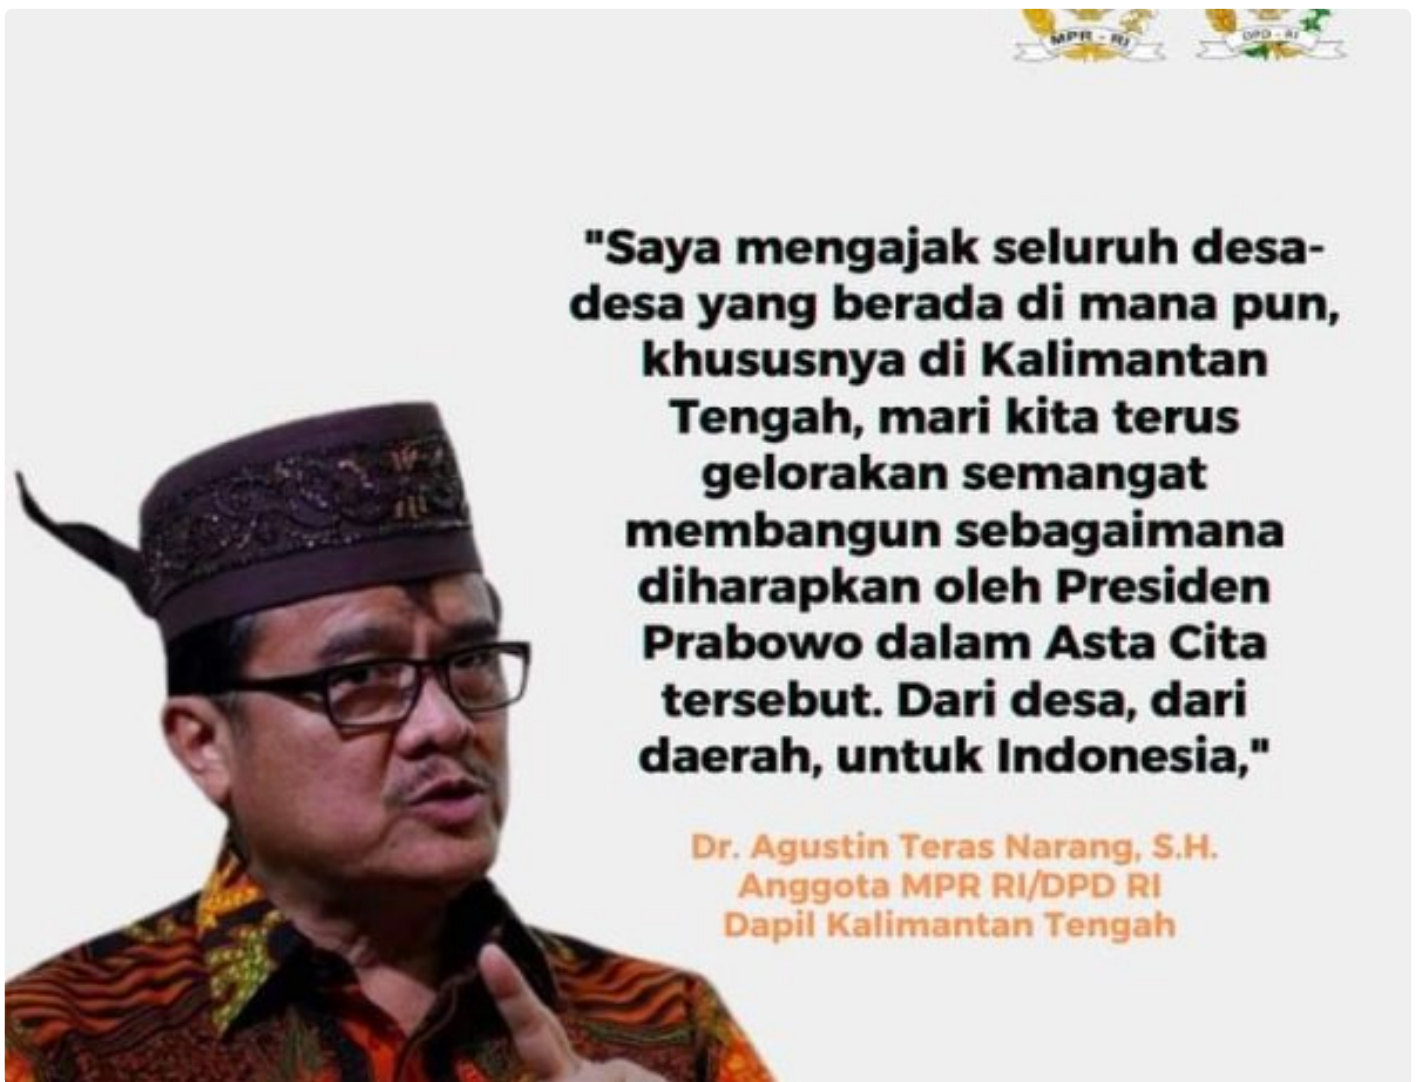 MPR - RI
DPD - RI
"Saya mengajak seluruh desa-
desa yang berada di mana pun,
khususnya di Kalimantan
Tengah, mari kita terus
gelorakan semangat
membangun sebagaimana
diharapkan oleh Presiden
Prabowo dalam Asta Cita
tersebut. Dari desa, dari
daerah, untuk Indonesia,"
Dr. Agustin Teras Narang, S.H.
Anggota MPR RI/DPD RI
Dapil Kalimantan Tengah